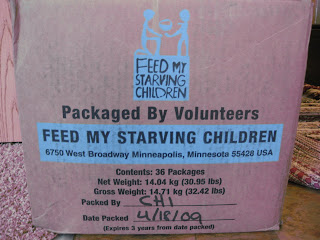 FEED MY
STARVING
CHILDREN
Packaged By Volunteers
FEED MY STARVING CHILDREN
6750 West Broadway Minneapolis, Minnesota 55428 USA
Contents: 36 Packages
Net Weight: 14.04 kg (30.95 lbs)
Gross Weight: 14.71 kg (32.42 lbs)
Packed By CHI
Date Packed 4/18/09
(Expires 3 years from date packed)